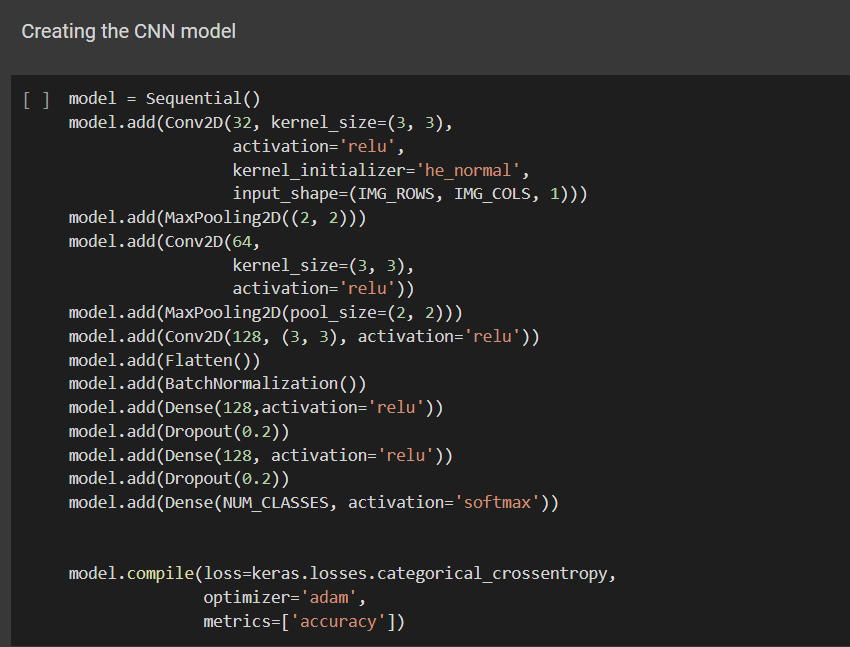 Creating the CNN model
[ ] model = Sequential()
model.add(Conv2D(32, kernel_size=(3, 3),
activation='relu',
kernel_initializer='he_normal',
input_shape=(IMG_ROWS, IMG_COLS, 1)))
model.add(MaxPooling2D((2, 2)))
model.add(Conv2D(64,
kernel_size=(3, 3),
activation='relu'))
model.add(MaxPooling2D(pool_size=(2, 2)))
model.add(Conv2D(128, (3, 3), activation='relu'))
model.add(Flatten())
model.add(BatchNormalization())
model.add(Dense(128,activation='relu'))
model.add(Dropout(0.2))
model.add(Dense(128, activation='relu'))
model.add(Dropout(0.2))
model.add(Dense(NUM_CLASSES, activation='softmax'))
model.compile(loss=keras.losses.categorical_crossentropy,
optimizer='adam',
metrics=['accuracy'])